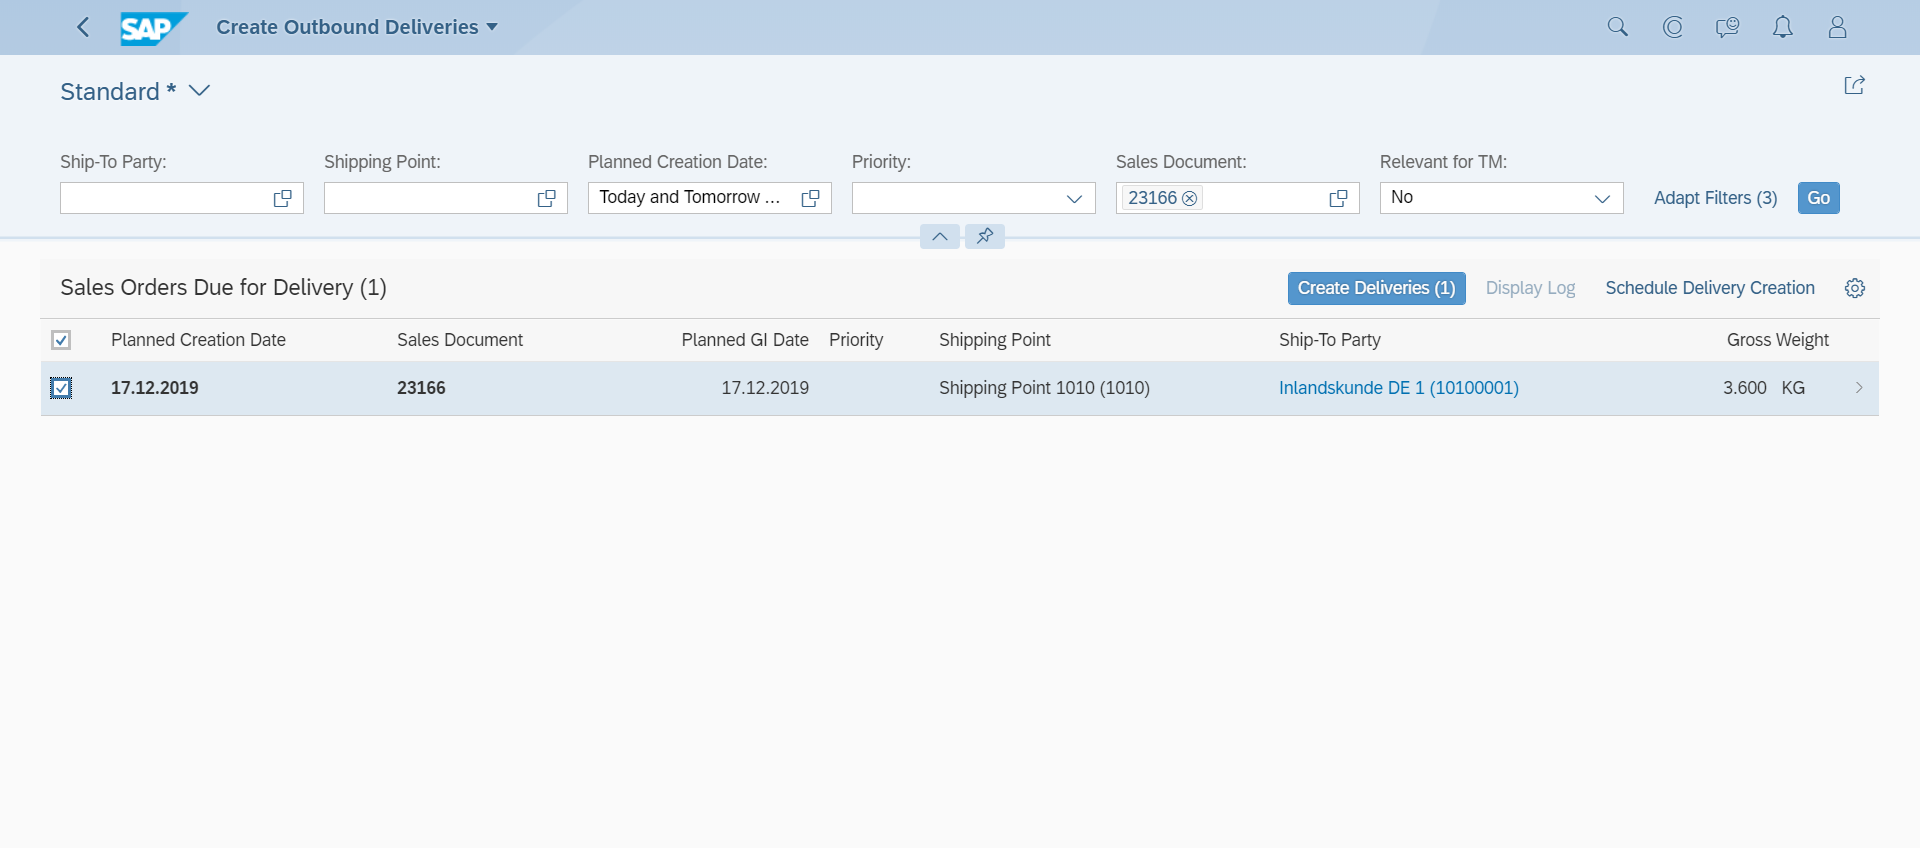 SAP Create Outbound Deliveries
Standard *
Ship-To Party: Shipping Point: Planned Creation Date: Priority: Sales Document: Relevant for TM:
Today and Tomorrow ... 23166 No Adapt Filters (3) Go
Sales Orders Due for Delivery (1) Create Deliveries (1) Display Log Schedule Delivery Creation
Planned Creation Date Sales Document Planned GI Date Priority Shipping Point Ship-To Party Gross Weight
17.12.2019 23166 17.12.2019 Shipping Point 1010 (1010) Inlandskunde DE 1 (10100001) 3.600 KG